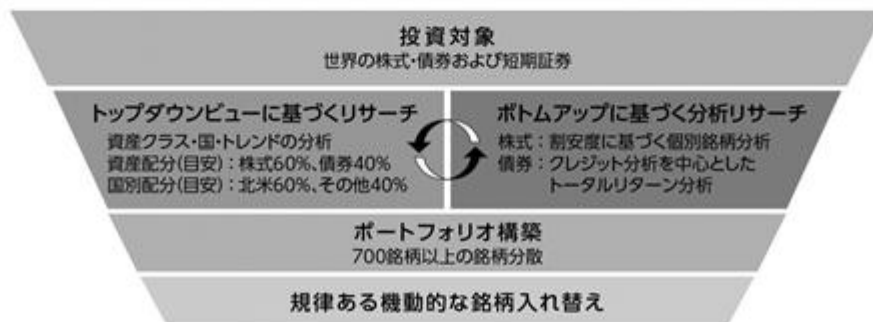 投資対象
世界の株式・債券および短期証券
トップダウンビューに基づくリサーチ
資産クラス・国・トレンドの分析
資産配分(目安)：株式60%、債券40%
国別配分(目安)：北米60%、その他40%
ボトムアップに基づく分析リサーチ
株式：割安度に基づく個別銘柄分析
債券：クレジット分析を中心とした
トータルリターン分析
ポートフォリオ構築
700銘柄以上の銘柄分散
規律ある機動的な銘柄入れ替え